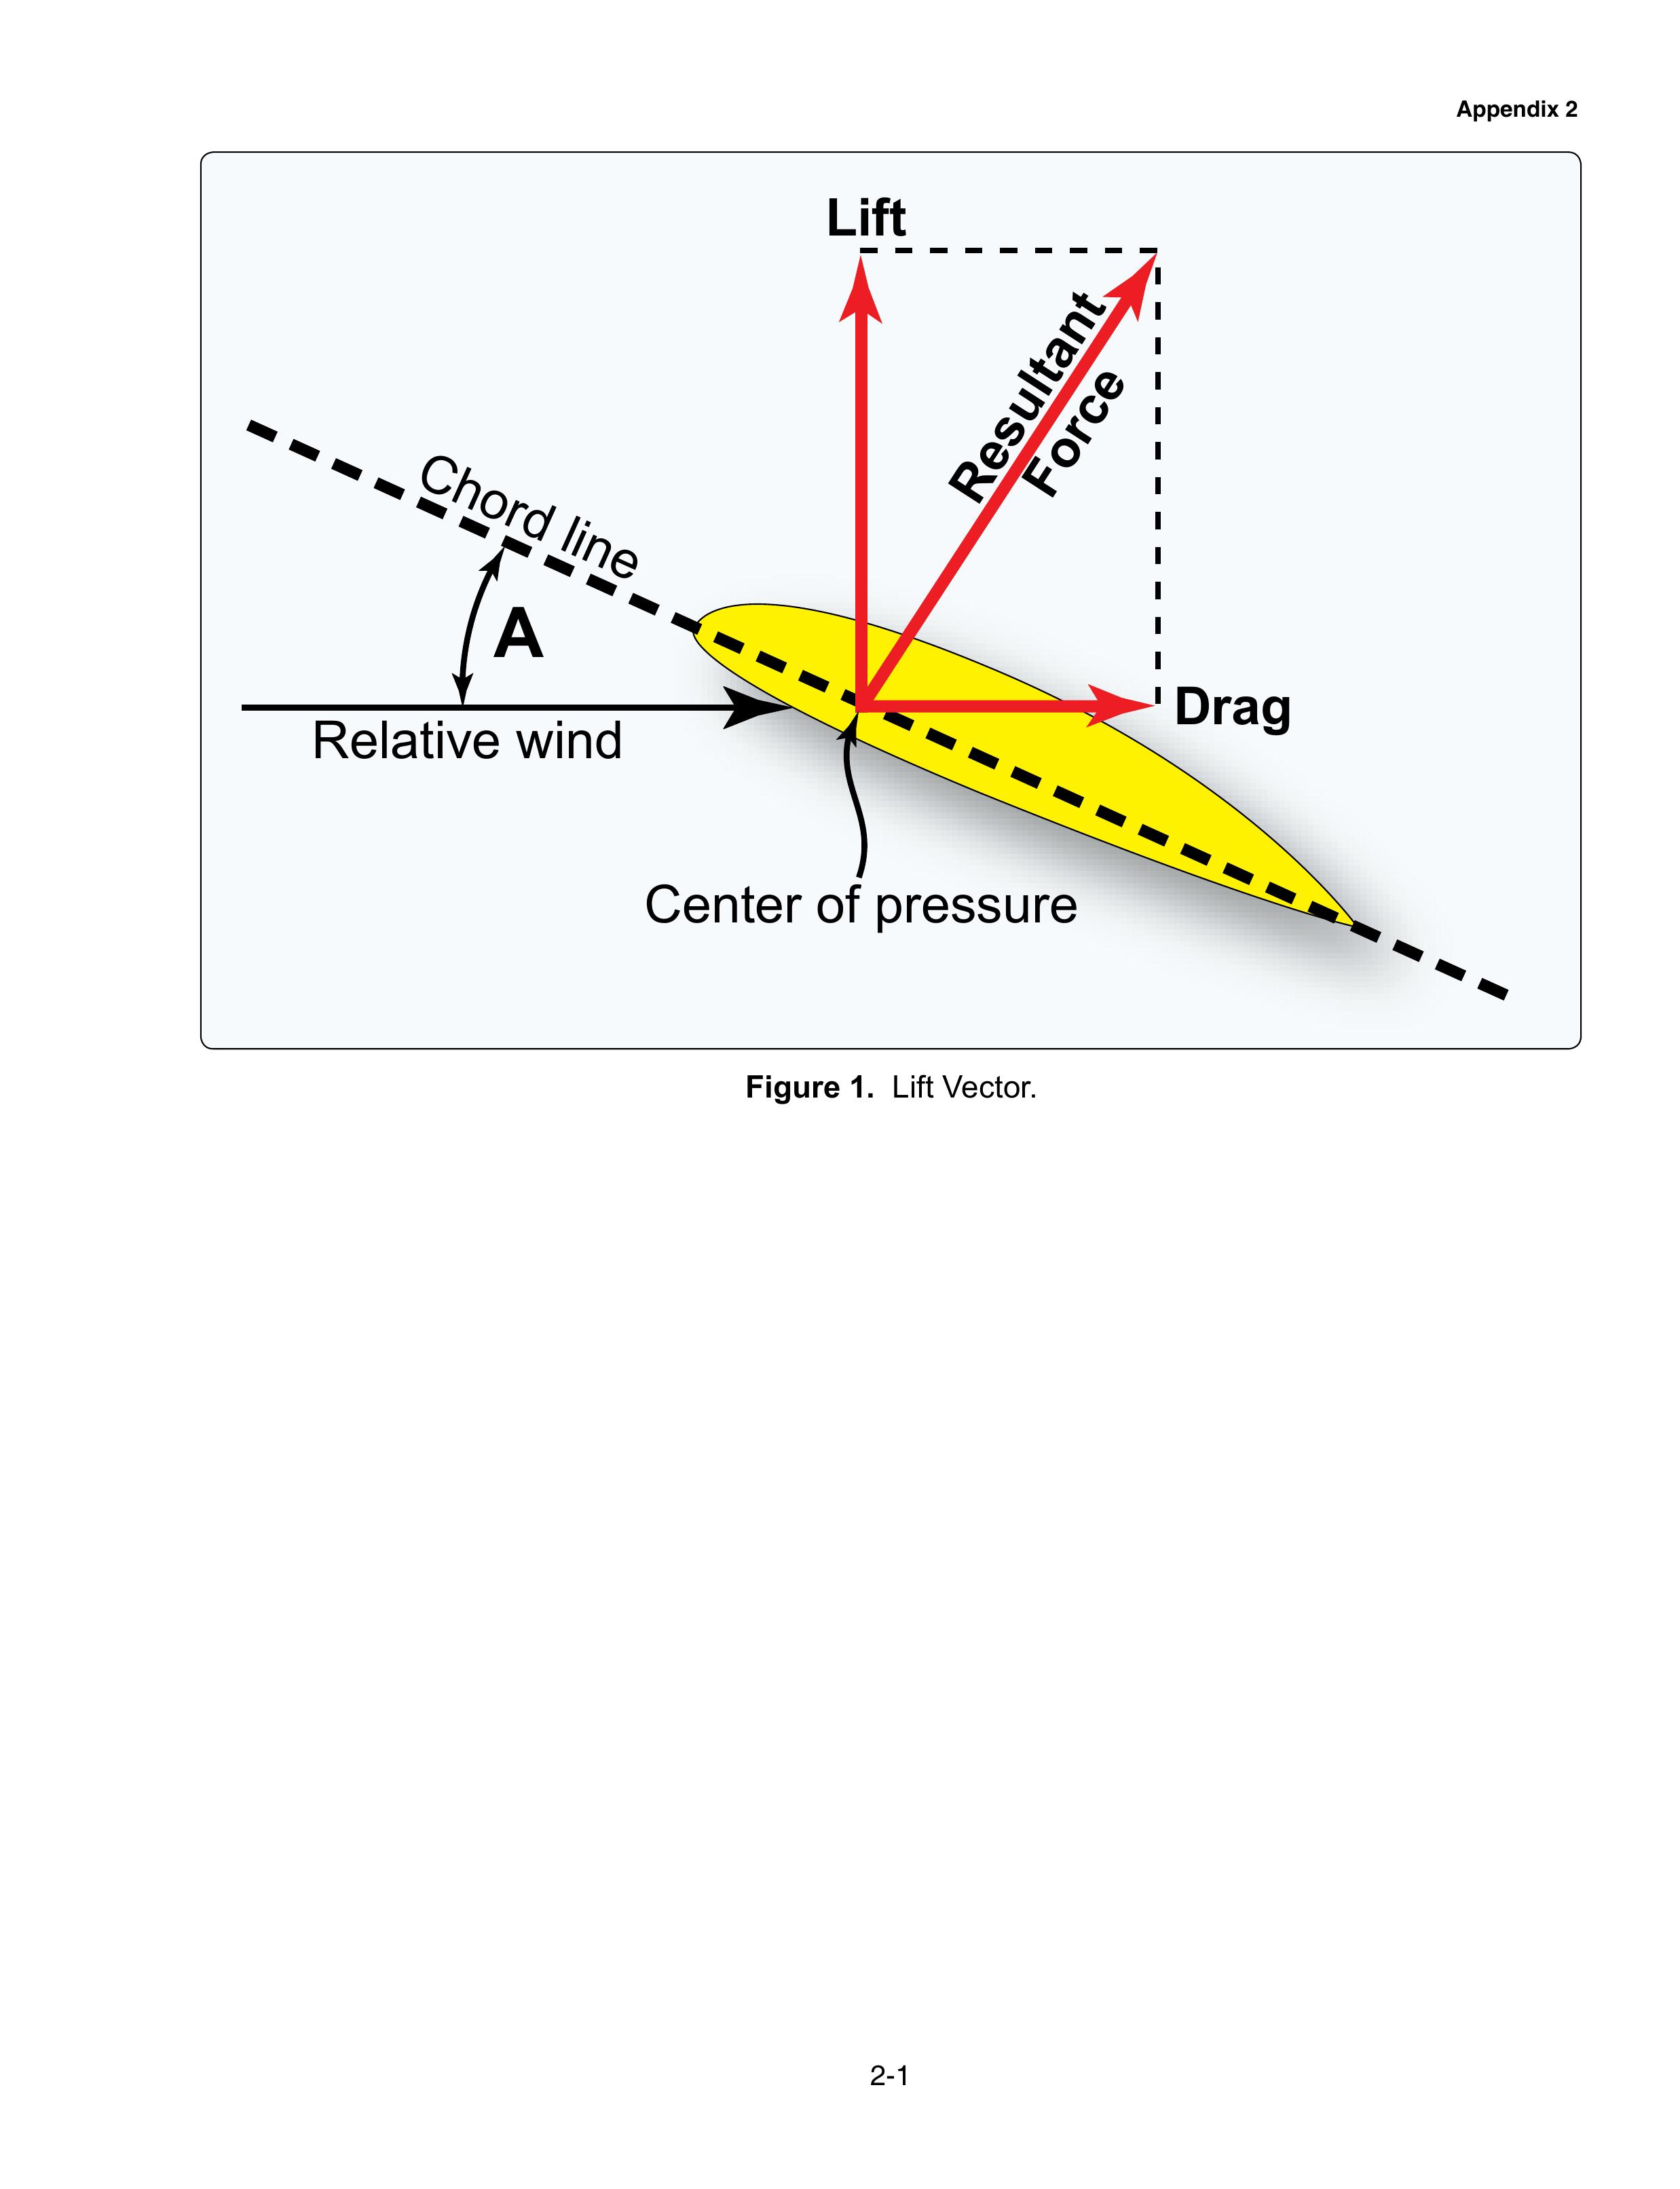 Appendix 2
Lift
Resultant
Force
Chord line
A
Relative wind
Drag
Center of pressure
Figure 1.  Lift Vector.
2-1